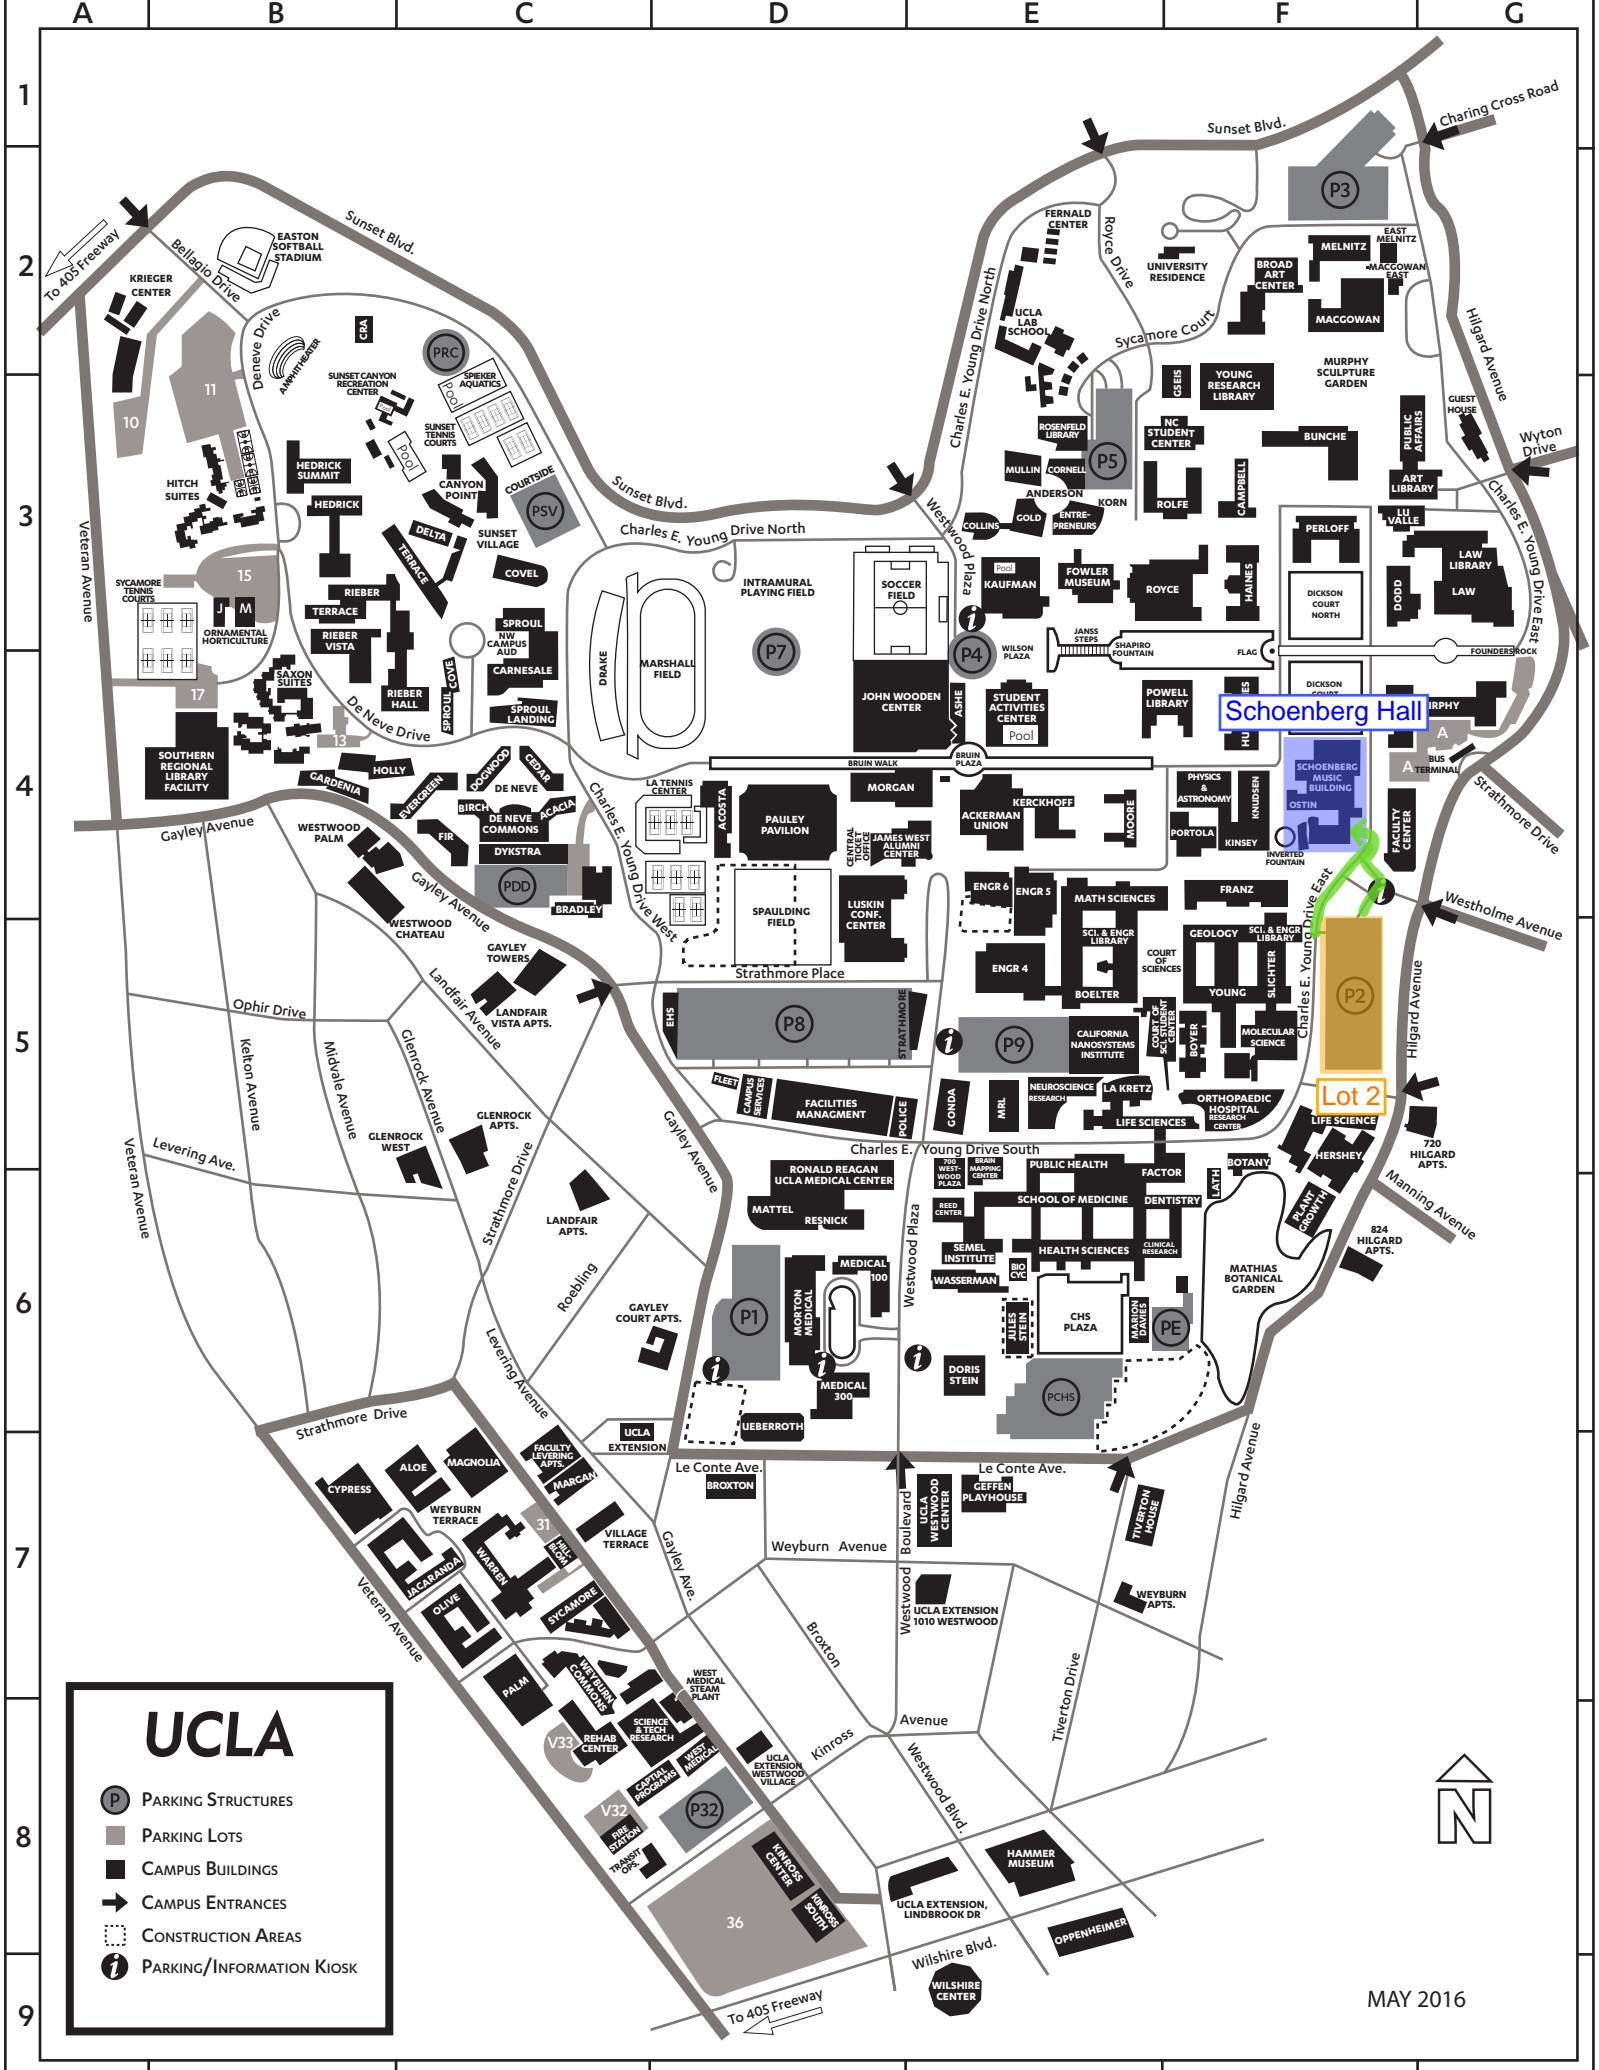 A B C D E F G
1
2
3
4
5
6
7
8
9
Sunset Blvd.
Charing Cross Road
P3
To 405 Freeway
Bellagio Drive
EASTON
SOFTBALL
STADIUM
Sunset Blvd.
KRIEGER
CENTER
FERNALD
CENTER
Royce Drive
UNIVERSITY
RESIDENCE
BROAD
ART
CENTER
MELNITZ
EAST
MELNITZ
MACGOWAN
EAST
MACGOWAN
Charles E. Young Drive North
UCLA
LAB
SCHOOL
Sycamore Court
Hilgard Avenue
Deneve Drive
AMPHITHEATER
CRA
PRC
11
10
SUNSET CANYON
RECREATION
CENTER
Pool
SPIEKER
AQUATICS
Pool
SUNSET
TENNIS
COURTS
Pool
MURPHY
SCULPTURE
GARDEN
GSEIS
YOUNG
RESEARCH
LIBRARY
NC
STUDENT
CENTER
ROSENFELD
LIBRARY
P5
BUNCHE
PUBLIC
AFFAIRS
GUEST
HOUSE
Wyton
Drive
HITCH
SUITES
HEDRICK
SUMMIT
HEDRICK
CANYON
POINT
COURTSIDE
PSV
DELTA
TERRACE
SUNSET
VILLAGE
COVEL
Sunset Blvd.
Charles E. Young Drive North
MULLIN
CORNELL
ANDERSON
KORN
COLLINS
GOLD
ENTRE-
PRENEURS
ROLFE
CAMPBELL
ART
LIBRARY
LU
VALLE
PERLOFF
Charles E. Young Drive East
Westwood Plaza
LAW
LIBRARY
LAW
Veteran Avenue
15
SYCAMORE
TENNIS
COURTS
J M
ORNAMENTAL
HORTICULTURE
RIEBER
TERRACE
RIEBER
VISTA
SPROUL
NW
CAMPUS
AUD
CARNESALE
INTRAMURAL
PLAYING FIELD
SOCCER
FIELD
Pool
KAUFMAN
FOWLER
MUSEUM
ROYCE
HAINES
DICKSON
COURT
NORTH
DODD
DRAKE
MARSHALL
FIELD
P7
P4
WILSON
PLAZA
JANSS
STEPS
SHAPIRO
FOUNTAIN
FLAG
FOUNDERS ROCK
17
SAXON
SUITES
RIEBER
HALL
SPROUL COVE
SPROUL
LANDING
De Neve Drive
13
JOHN WOODEN
CENTER
ASHE
STUDENT
ACTIVITIES
CENTER
Pool
POWELL
LIBRARY
DICKSON
Schoenberg Hall
A
A
BUS
TERMINAL
Strathmore Drive
SOUTHERN
REGIONAL
LIBRARY
FACILITY
GARDENIA
HOLLY
EVERGREEN
DOGWOOD
CEDAR
DE NEVE
BIRCH
ACACIA
DE NEVE
COMMONS
FIR
DYKSTRA
PDD
BRADLEY
BRUIN WALK
BRUIN
PLAZA
LA TENNIS
CENTER
ACOSTA
PAULEY
PAVILION
MORGAN
CENTRAL
TICKET
OFFICE
JAMES WEST
ALUMNI
CENTER
ACKERMAN
UNION
KERCKHOFF
MOORE
PHYSICS
&
ASTRONOMY
KNUDSEN
PORTOLA
KINSEY
SCHOENBERG
MUSIC
BUILDING
OSTIN
INVERTED
FOUNTAIN
FACULTY
CENTER
Gayley Avenue
WESTWOOD
PALM
WESTWOOD
CHATEAU
Gayley Avenue
Charles E. Young Drive West
SPAULDING
FIELD
LUSKIN
CONF.
CENTER
ENGR 6
ENGR 5
MATH SCIENCES
SCI. & ENGR
LIBRARY
ENGR 4
BOELTER
COURT
OF
SCIENCES
FRANZ
GEOLOGY
SCI. & ENGR
LIBRARY
YOUNG
SLICHTER
Charles E. Young Drive East
Westholme Avenue
P2
Lot 2
Hilgard Avenue
GAYLEY
TOWERS
LANDFAIR
VISTA APTS.
Landfair Avenue
Ophir Drive
Kelton Avenue
Midvale Avenue
Glenrock Avenue
Strathmore Place
EHS
P8
STRATHMORE
P9
CALIFORNIA
NANOSYSTEMS
INSTITUTE
COURT OF
SCI. STUDENT
CENTER
BOYER
MOLECULAR
SCIENCE
FLEET
CAMPUS
SERVICES
FACILITIES
MANAGMENT
POLICE
GONDA
MRL
NEUROSCIENCE
RESEARCH
LA KRETZ
LIFE SCIENCES
ORTHOPAEDIC
HOSPITAL
RESEARCH
CENTER
LIFE SCIENCE
HERSHEY
720
HILGARD
APTS.
GLENROCK
APTS.
GLENROCK
WEST
Levering Ave.
Veteran Avenue
Strathmore Drive
LANDFAIR
APTS.
Gayley Avenue
Charles E. Young Drive South
RONALD REAGAN
UCLA MEDICAL CENTER
MATTEL
RESNICK
700
WEST-
WOOD
PLAZA
BRAIN
MAPPING
CENTER
PUBLIC HEALTH
FACTOR
REED
CENTER
SCHOOL OF MEDICINE
DENTISTRY
LATH
BOTANY
PLANT
GROWTH
Manning Avenue
824
HILGARD
APTS.
Westwood Plaza
SEMEL
INSTITUTE
HEALTH SCIENCES
CLINICAL
RESEARCH
WASSERMAN
BIO
CYC
MATHIAS
BOTANICAL
GARDEN
Roebling
GAYLEY
COURT APTS.
P1
MORTON
MEDICAL
MEDICAL
100
MEDICAL
300
UEBERROTH
JULES
STEIN
CHS
PLAZA
MARION
DAVIES
PE
DORIS
STEIN
PCHS
Levering Avenue
Strathmore Drive
UCLA
EXTENSION
Le Conte Ave.
BROXTON
Le Conte Ave.
GEFFEN
PLAYHOUSE
UCLA
WESTWOOD
CENTER
TIVERTON
HOUSE
Hilgard Avenue
CYPRESS
ALOE
MAGNOLIA
FACULTY
LEVERING
APTS.
MARGAN
WEYBURN
TERRACE
31
HILL-
BLOM
VILLAGE
TERRACE
JACARANDA
WARREN
OLIVE
SYCAMORE
Gayley Ave.
Weyburn Avenue
Westwood Boulevard
UCLA EXTENSION
1010 WESTWOOD
WEYBURN
APTS.
Veteran Avenue
Broxton
PALM
WEYBURN
COMMONS
WEST
MEDICAL
STEAM
PLANT
V33
REHAB
CENTER
SCIENCE
& TECH
RESEARCH
WEST
MEDICAL
CAPTIAL
PROGRAMS
UCLA
EXTENSION
WESTWOOD
VILLAGE
Kinross
Avenue
Tiverton Drive
Westwood Blvd.
V32
FIRE
STATION
TRANSIT
OPS.
P32
KINROSS
CENTER
KINROSS
SOUTH
36
HAMMER
MUSEUM
UCLA EXTENSION,
LINDBROOK DR
OPPENHEIMER
Wilshire Blvd.
WILSHIRE
CENTER
To 405 Freeway
UCLA
P PARKING STRUCTURES
PARKING LOTS
CAMPUS BUILDINGS
CAMPUS ENTRANCES
CONSTRUCTION AREAS
i PARKING/INFORMATION KIOSK
N
MAY 2016